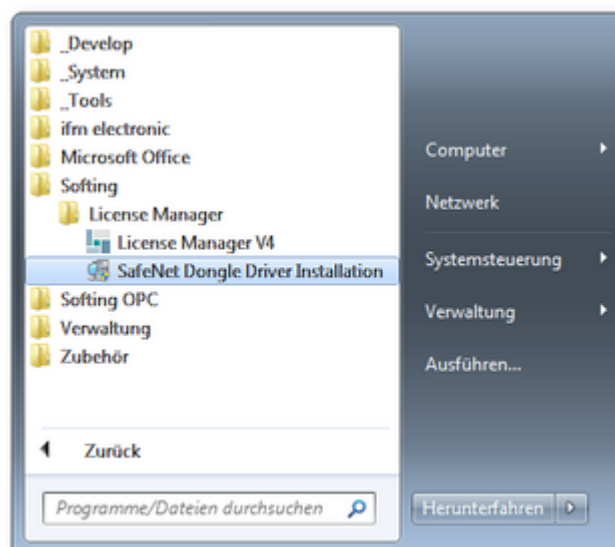 _Develop
_System
_Tools
ifm electronic
Microsoft Office
Softing
License Manager
License Manager V4
SafeNet Dongle Driver Installation
Softing OPC
Verwaltung
Zubehör
Zurück
Programme/Dateien durchsuchen
Computer
Netzwerk
Systemsteuerung
Verwaltung
Ausführen...
Herunterfahren